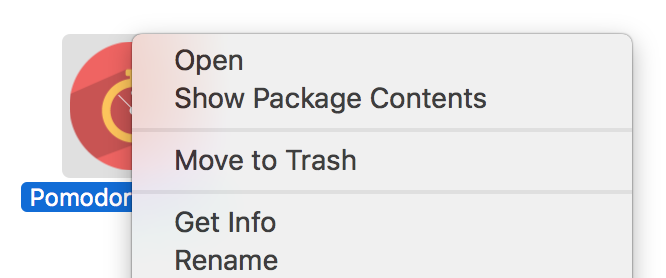 Open
Show Package Contents
Move to Trash
Pomodor
Get Info
Rename